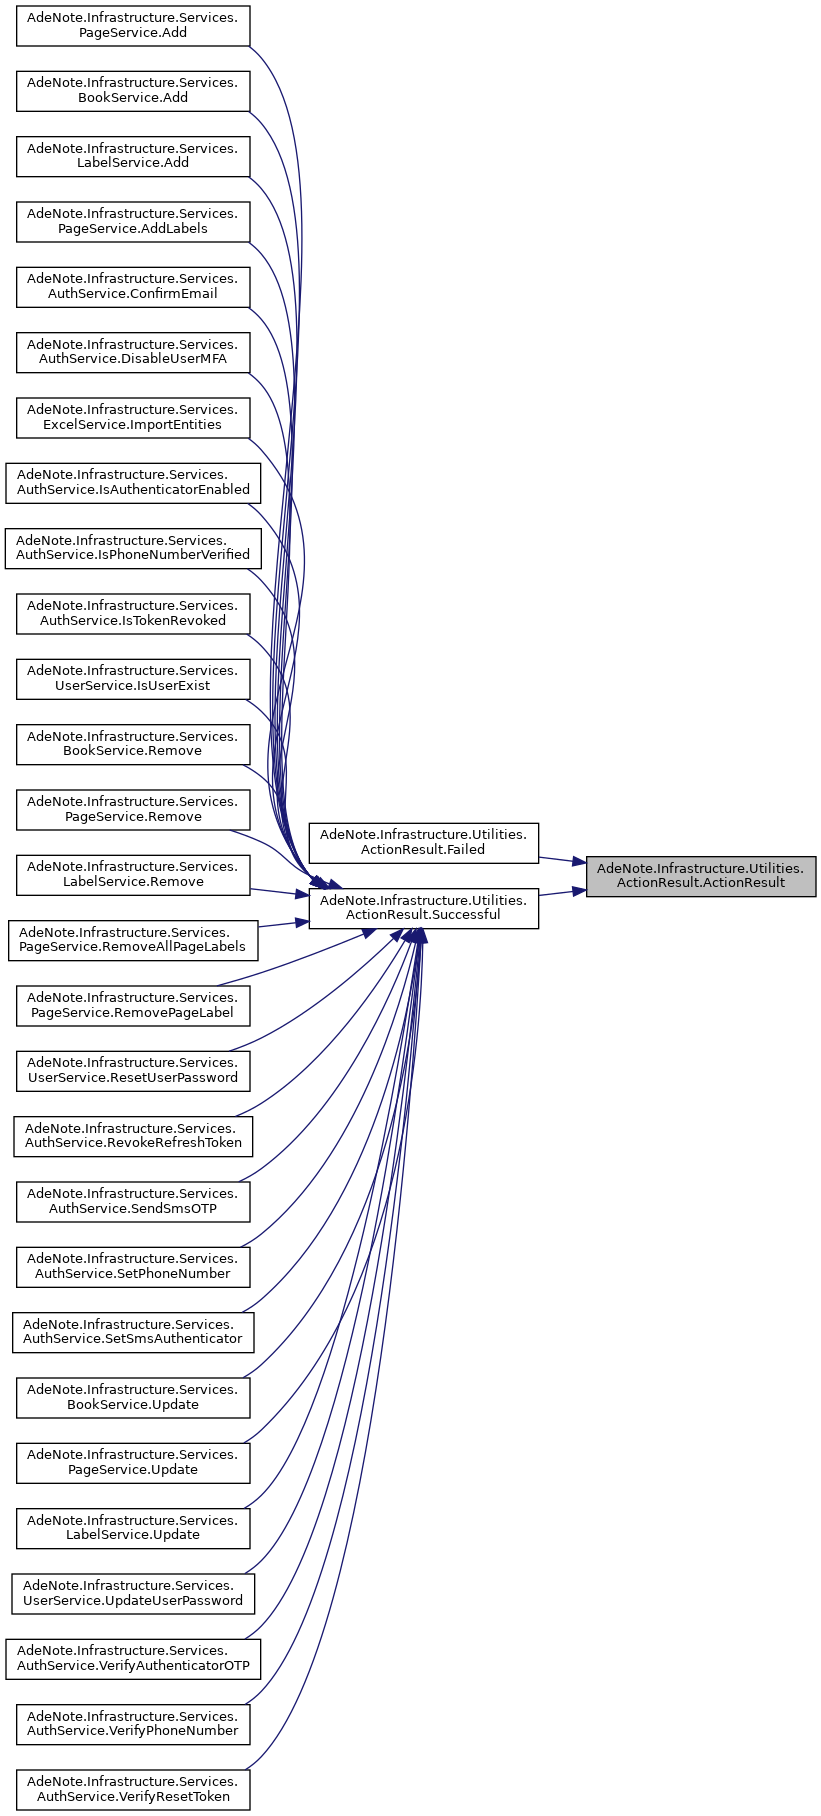 AdeNote.Infrastructure.Services.
PageService.Add
AdeNote.Infrastructure.Services.
BookService.Add
AdeNote.Infrastructure.Services.
LabelService.Add
AdeNote.Infrastructure.Services.
PageService.AddLabels
AdeNote.Infrastructure.Services.
AuthService.ConfirmEmail
AdeNote.Infrastructure.Services.
AuthService.DisableUserMFA
AdeNote.Infrastructure.Services.
ExcelService.ImportEntities
AdeNote.Infrastructure.Services.
AuthService.IsAuthenticatorEnabled
AdeNote.Infrastructure.Services.
AuthService.IsPhoneNumberVerified
AdeNote.Infrastructure.Services.
AuthService.IsTokenRevoked
AdeNote.Infrastructure.Services.
UserService.IsUserExist
AdeNote.Infrastructure.Services.
BookService.Remove
AdeNote.Infrastructure.Services.
PageService.Remove
AdeNote.Infrastructure.Services.
LabelService.Remove
AdeNote.Infrastructure.Services.
PageService.RemoveAllPageLabels
AdeNote.Infrastructure.Services.
PageService.RemovePageLabel
AdeNote.Infrastructure.Services.
UserService.ResetUserPassword
AdeNote.Infrastructure.Services.
AuthService.RevokeRefreshToken
AdeNote.Infrastructure.Services.
AuthService.SendSmsOTP
AdeNote.Infrastructure.Services.
AuthService.SetPhoneNumber
AdeNote.Infrastructure.Services.
AuthService.SetSmsAuthenticator
AdeNote.Infrastructure.Services.
BookService.Update
AdeNote.Infrastructure.Services.
PageService.Update
AdeNote.Infrastructure.Services.
LabelService.Update
AdeNote.Infrastructure.Services.
UserService.UpdateUserPassword
AdeNote.Infrastructure.Services.
AuthService.VerifyAuthenticatorOTP
AdeNote.Infrastructure.Services.
AuthService.VerifyPhoneNumber
AdeNote.Infrastructure.Services.
AuthService.VerifyResetToken
AdeNote.Infrastructure.Utilities.
ActionResult.Failed
AdeNote.Infrastructure.Utilities.
ActionResult.Successful
AdeNote.Infrastructure.Utilities.
ActionResult.ActionResult